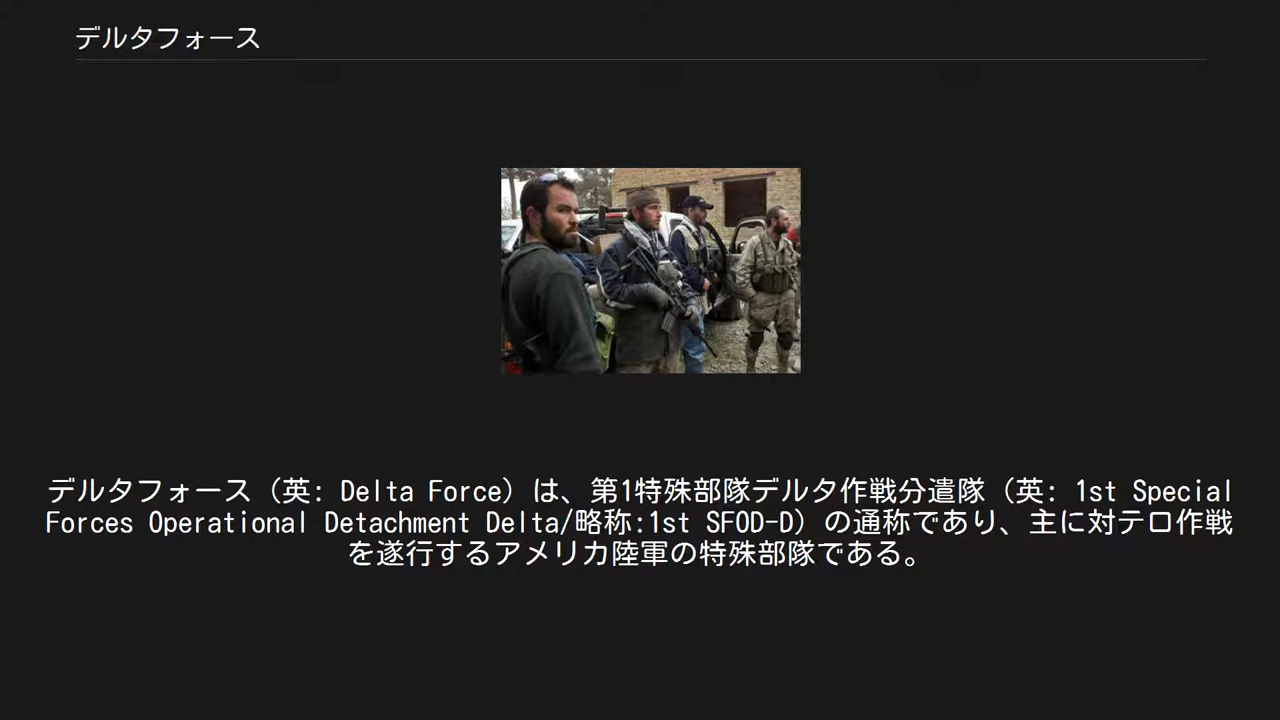 デルタフォース
デルタフォース（英: Delta Force）は、第1特殊部隊デルタ作戦分遣隊（英: 1st Special
Forces Operational Detachment Delta/略称:1st SFOD-D）の通称であり、主に対テロ作戦
を遂行するアメリカ陸軍の特殊部隊である。